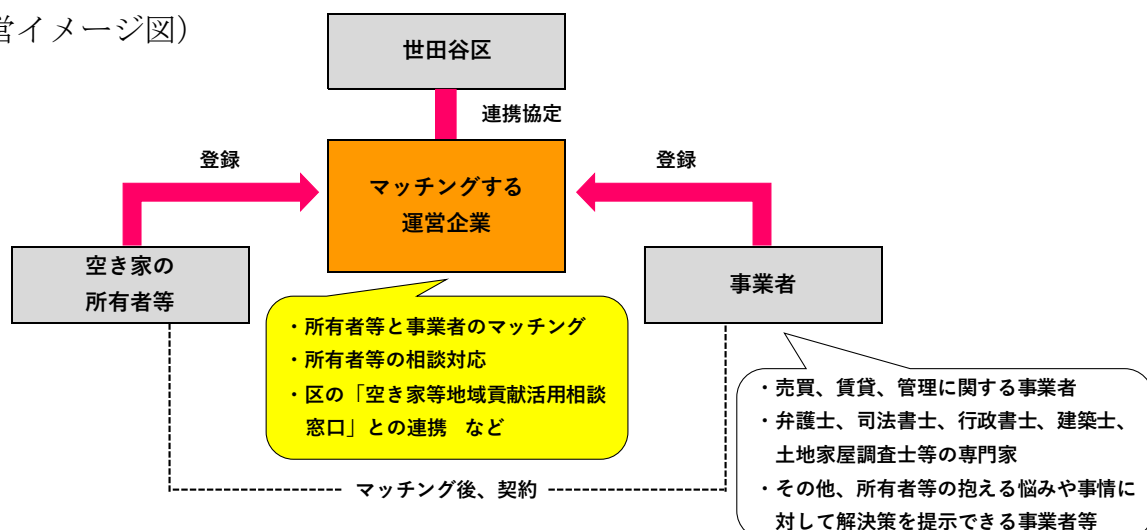 営イメージ図）
世田谷区
連携協定
登録
登録
マッチングする
運営企業
空き家の
所有者等
事業者
・所有者等と事業者のマッチング
・所有者等の相談対応
・区の「空き家等地域貢献活用相談
窓口」との連携　など
・売買、賃貸、管理に関する事業者
・弁護士、司法書士、行政書士、建築士、
土地家屋調査士等の専門家
・その他、所有者等の抱える悩みや事情に
対して解決策を提示できる事業者等
マッチング後、契約